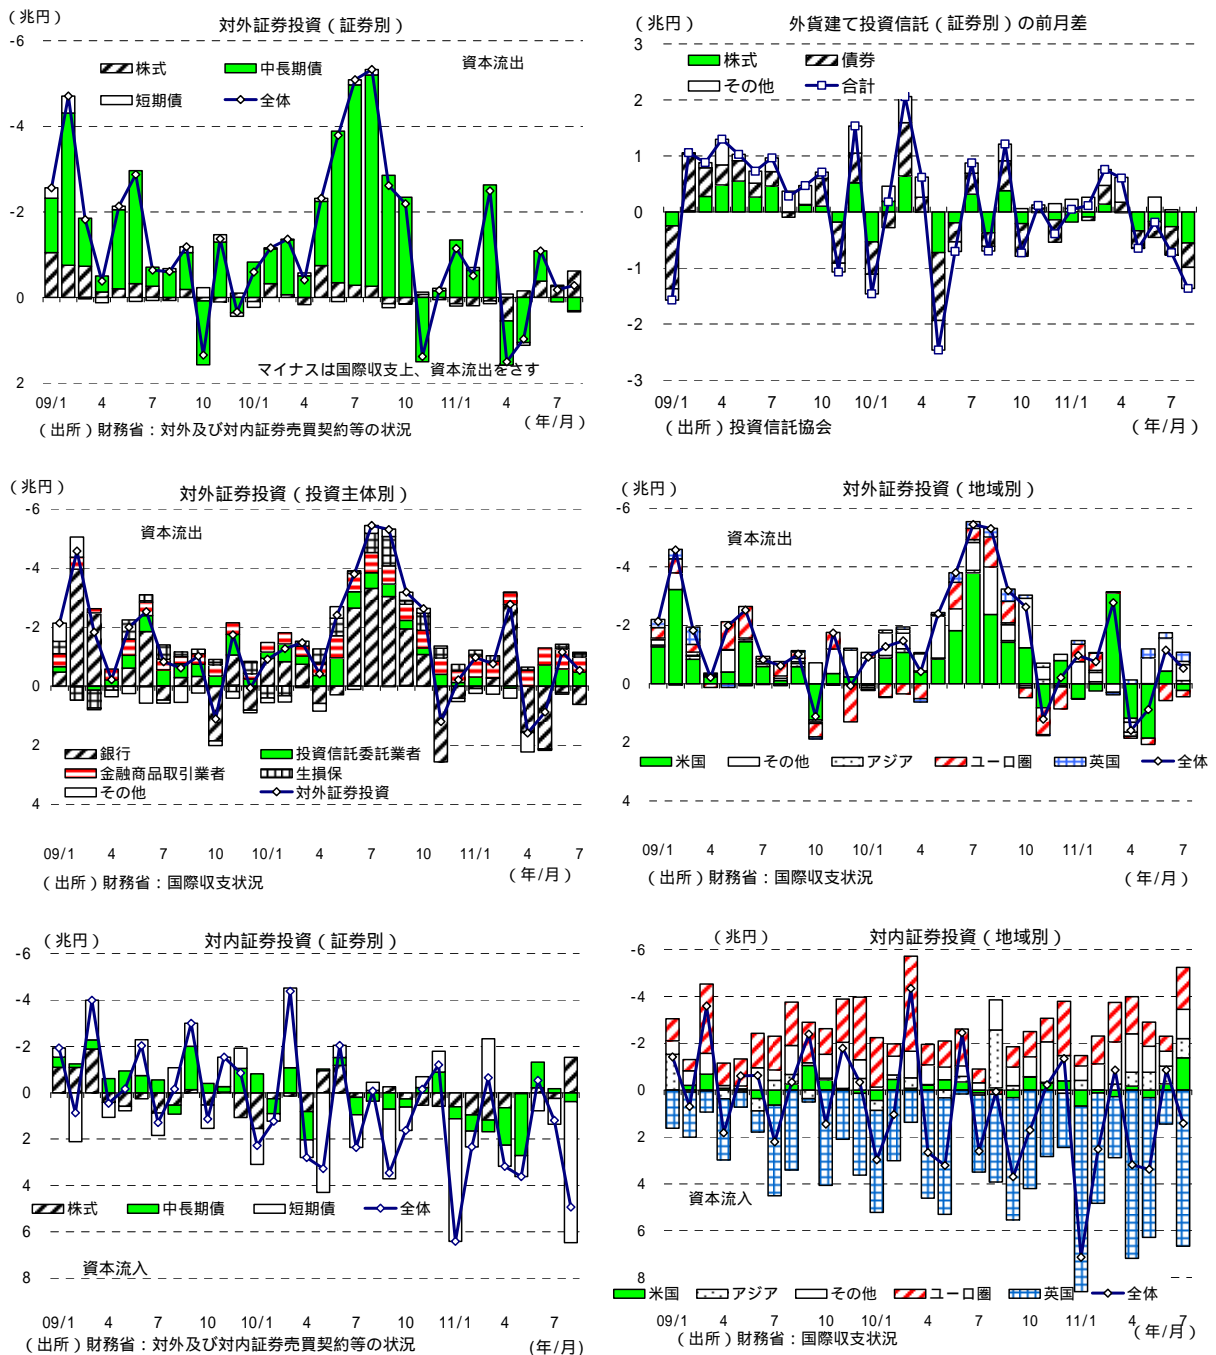 （兆円）
対外証券投資（証券別）
-6
-4
-2
0
2
株式
中長期債
短期債
全体
資本流出
マイナスは国際収支上、資本流出をさす
09/1 4 7 10 10/1 4 7 10 11/1 4 7
（年/月）
（出所）財務省：対外及び対内証券売買契約等の状況
（兆円）
外貨建て投資信託（証券別）の前月差
3
2
1
0
-1
-2
-3
株式
債券
その他
合計
09/1 4 7 10 10/1 4 7 10 11/1 4 7
（年/月）
（出所）投資信託協会
（兆円）
対外証券投資（投資主体別）
-6
-4
-2
0
2
4
資本流出
銀行
投資信託委託業者
金融商品取引業者
生損保
その他
対外証券投資
09/1 4 7 10 10/1 4 7 10 11/1 4 7
（年/月）
（出所）財務省：国際収支状況
（兆円）
対外証券投資（地域別）
-6
-4
-2
0
2
4
資本流出
米国
その他
アジア
ユーロ圏
英国
全体
09/1 4 7 10 10/1 4 7 10 11/1 4 7
（年/月）
（出所）財務省：国際収支状況
（兆円）
対内証券投資（証券別）
-6
-4
-2
0
2
4
6
8
株式
中長期債
短期債
全体
資本流入
09/1 4 7 10 10/1 4 7 10 11/1 4 7
(年/月)
（出所）財務省：対外及び対内証券売買契約等の状況
（兆円）
対内証券投資（地域別）
-6
-4
-2
0
2
4
6
8
資本流入
米国
アジア
その他
ユーロ圏
英国
全体
09/1 4 7 10 10/1 4 7 10 11/1 4 7
（年/月）
（出所）財務省：国際収支状況